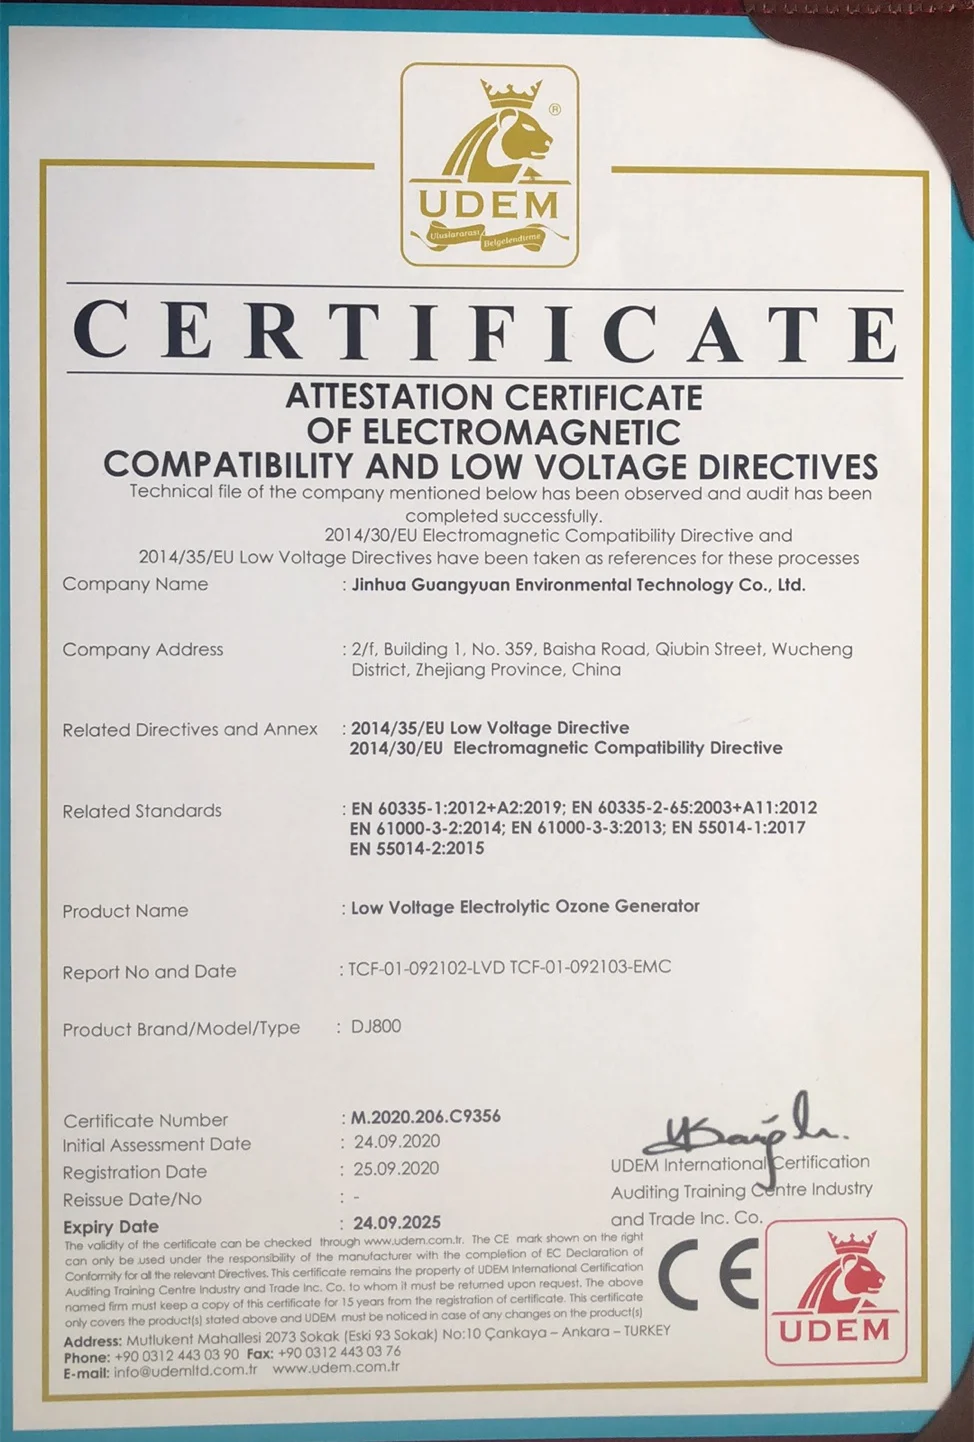 ®
UDEM
Uluslararası Belgelendirme
CERTIFICATE
ATTESTATION CERTIFICATE
OF ELECTROMAGNETIC
COMPATIBILITY AND LOW VOLTAGE DIRECTIVES
Technical file of the company mentioned below has been observed and audit has been
completed successfully.
2014/30/EU Electromagnetic Compatibility Directive and
2014/35/EU Low Voltage Directives have been taken as references for these processes
Company Name : Jinhua Guangyuan Environmental Technology Co., Ltd.
Company Address : 2/f, Building 1, No. 359, Baisha Road, Qiubin Street, Wucheng
District, Zhejiang Province, China
Related Directives and Annex : 2014/35/EU Low Voltage Directive
2014/30/EU Electromagnetic Compatibility Directive
Related Standards : EN 60335-1:2012+A2:2019; EN 60335-2-65:2003+A11:2012
EN 61000-3-2:2014; EN 61000-3-3:2013; EN 55014-1:2017
EN 55014-2:2015
Product Name : Low Voltage Electrolytic Ozone Generator
Report No and Date : TCF-01-092102-LVD TCF-01-092103-EMC
Product Brand/Model/Type : DJ800
Certificate Number : M.2020.206.C9356
Initial Assessment Date : 24.09.2020
Registration Date : 25.09.2020
Reissue Date/No : -
Expiry Date : 24.09.2025
UDEM International Certification
Auditing Training Centre Industry
and Trade Inc. Co.
The validity of the certificate can be checked through www.udem.com.tr. The CE mark shown on the right
can only be used under the responsibility of the manufacturer with the completion of EC Declaration of
Conformity for all the relevant Directives. This certificate remains the property of UDEM International Certification
Auditing Training Centre Industry and Trade Inc. Co. to whom it must be returned upon request. The above
named firm must keep a copy of this certificate for 15 years from the registration of certificate. This certificate
only covers the product(s) stated above and UDEM must be noticed in case of any changes on the product(s)
Address: Mutlukent Mahallesi 2073 Sokak (Eski 93 Sokak) No:10 Çankaya – Ankara – TURKEY
Phone: +90 0312 443 03 90 Fax: +90 0312 443 03 76
E-mail: info@udemltd.com.tr www.udem.com.tr
CE
UDEM